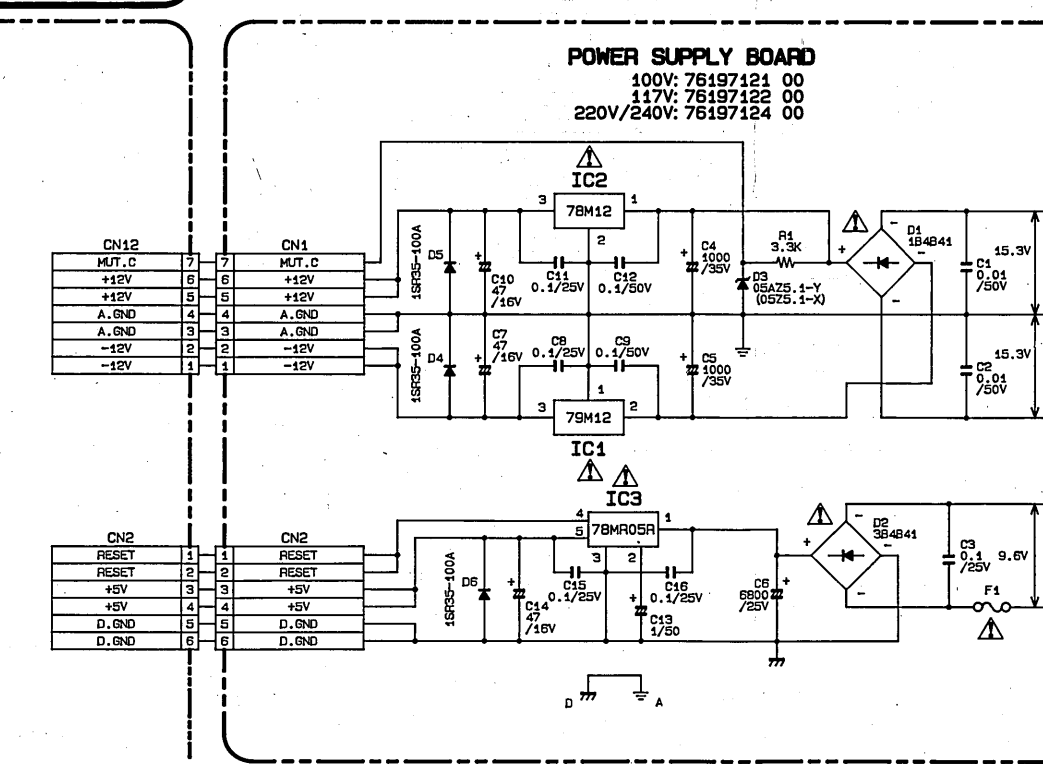 POWER SUPPLY BOARD
100V: 76197121 00
117V: 76197122 00
220V/240V: 76197124 00
IC2
3 78M12 1
2
CN12
7 MUT.C
6 +12V
5 +12V
4 A.GND
3 A.GND
2 -12V
1 -12V
CN1
7 MUT.C
6 +12V
5 +12V
4 A.GND
3 A.GND
2 -12V
1 -12V
1SR35-100A
D5
+
C10
47
/16V
C11
0.1/25V
C12
0.1/50V
+
C4
1000
/35V
R1
3.3K
D3
05AZ5.1-Y
(05Z5.1-X)
+
D1
1B4B41
-
-
C1
0.01
/50V
15.3V
1SR35-100A
D4
+
C7
47
/16V
C8
0.1/25V
C9
0.1/50V
+
C5
1000
/35V
C2
0.01
/50V
15.3V
1
3 79M12 2
IC1
IC3
4
5
78MR05R
1
3
2
CN2
RESET 1
RESET 2
+5V 3
+5V 4
D.GND 5
D.GND 6
CN2
1 RESET
2 RESET
3 +5V
4 +5V
5 D.GND
6 D.GND
1SR35-100A
D6
+
C14
47
/16V
C15
0.1/25V
C16
0.1/25V
+
C13
1/50
C6
6800
/25V
+
+
D2
3B4B41
-
-
C3
0.1
/25V
9.6V
F1
D
A